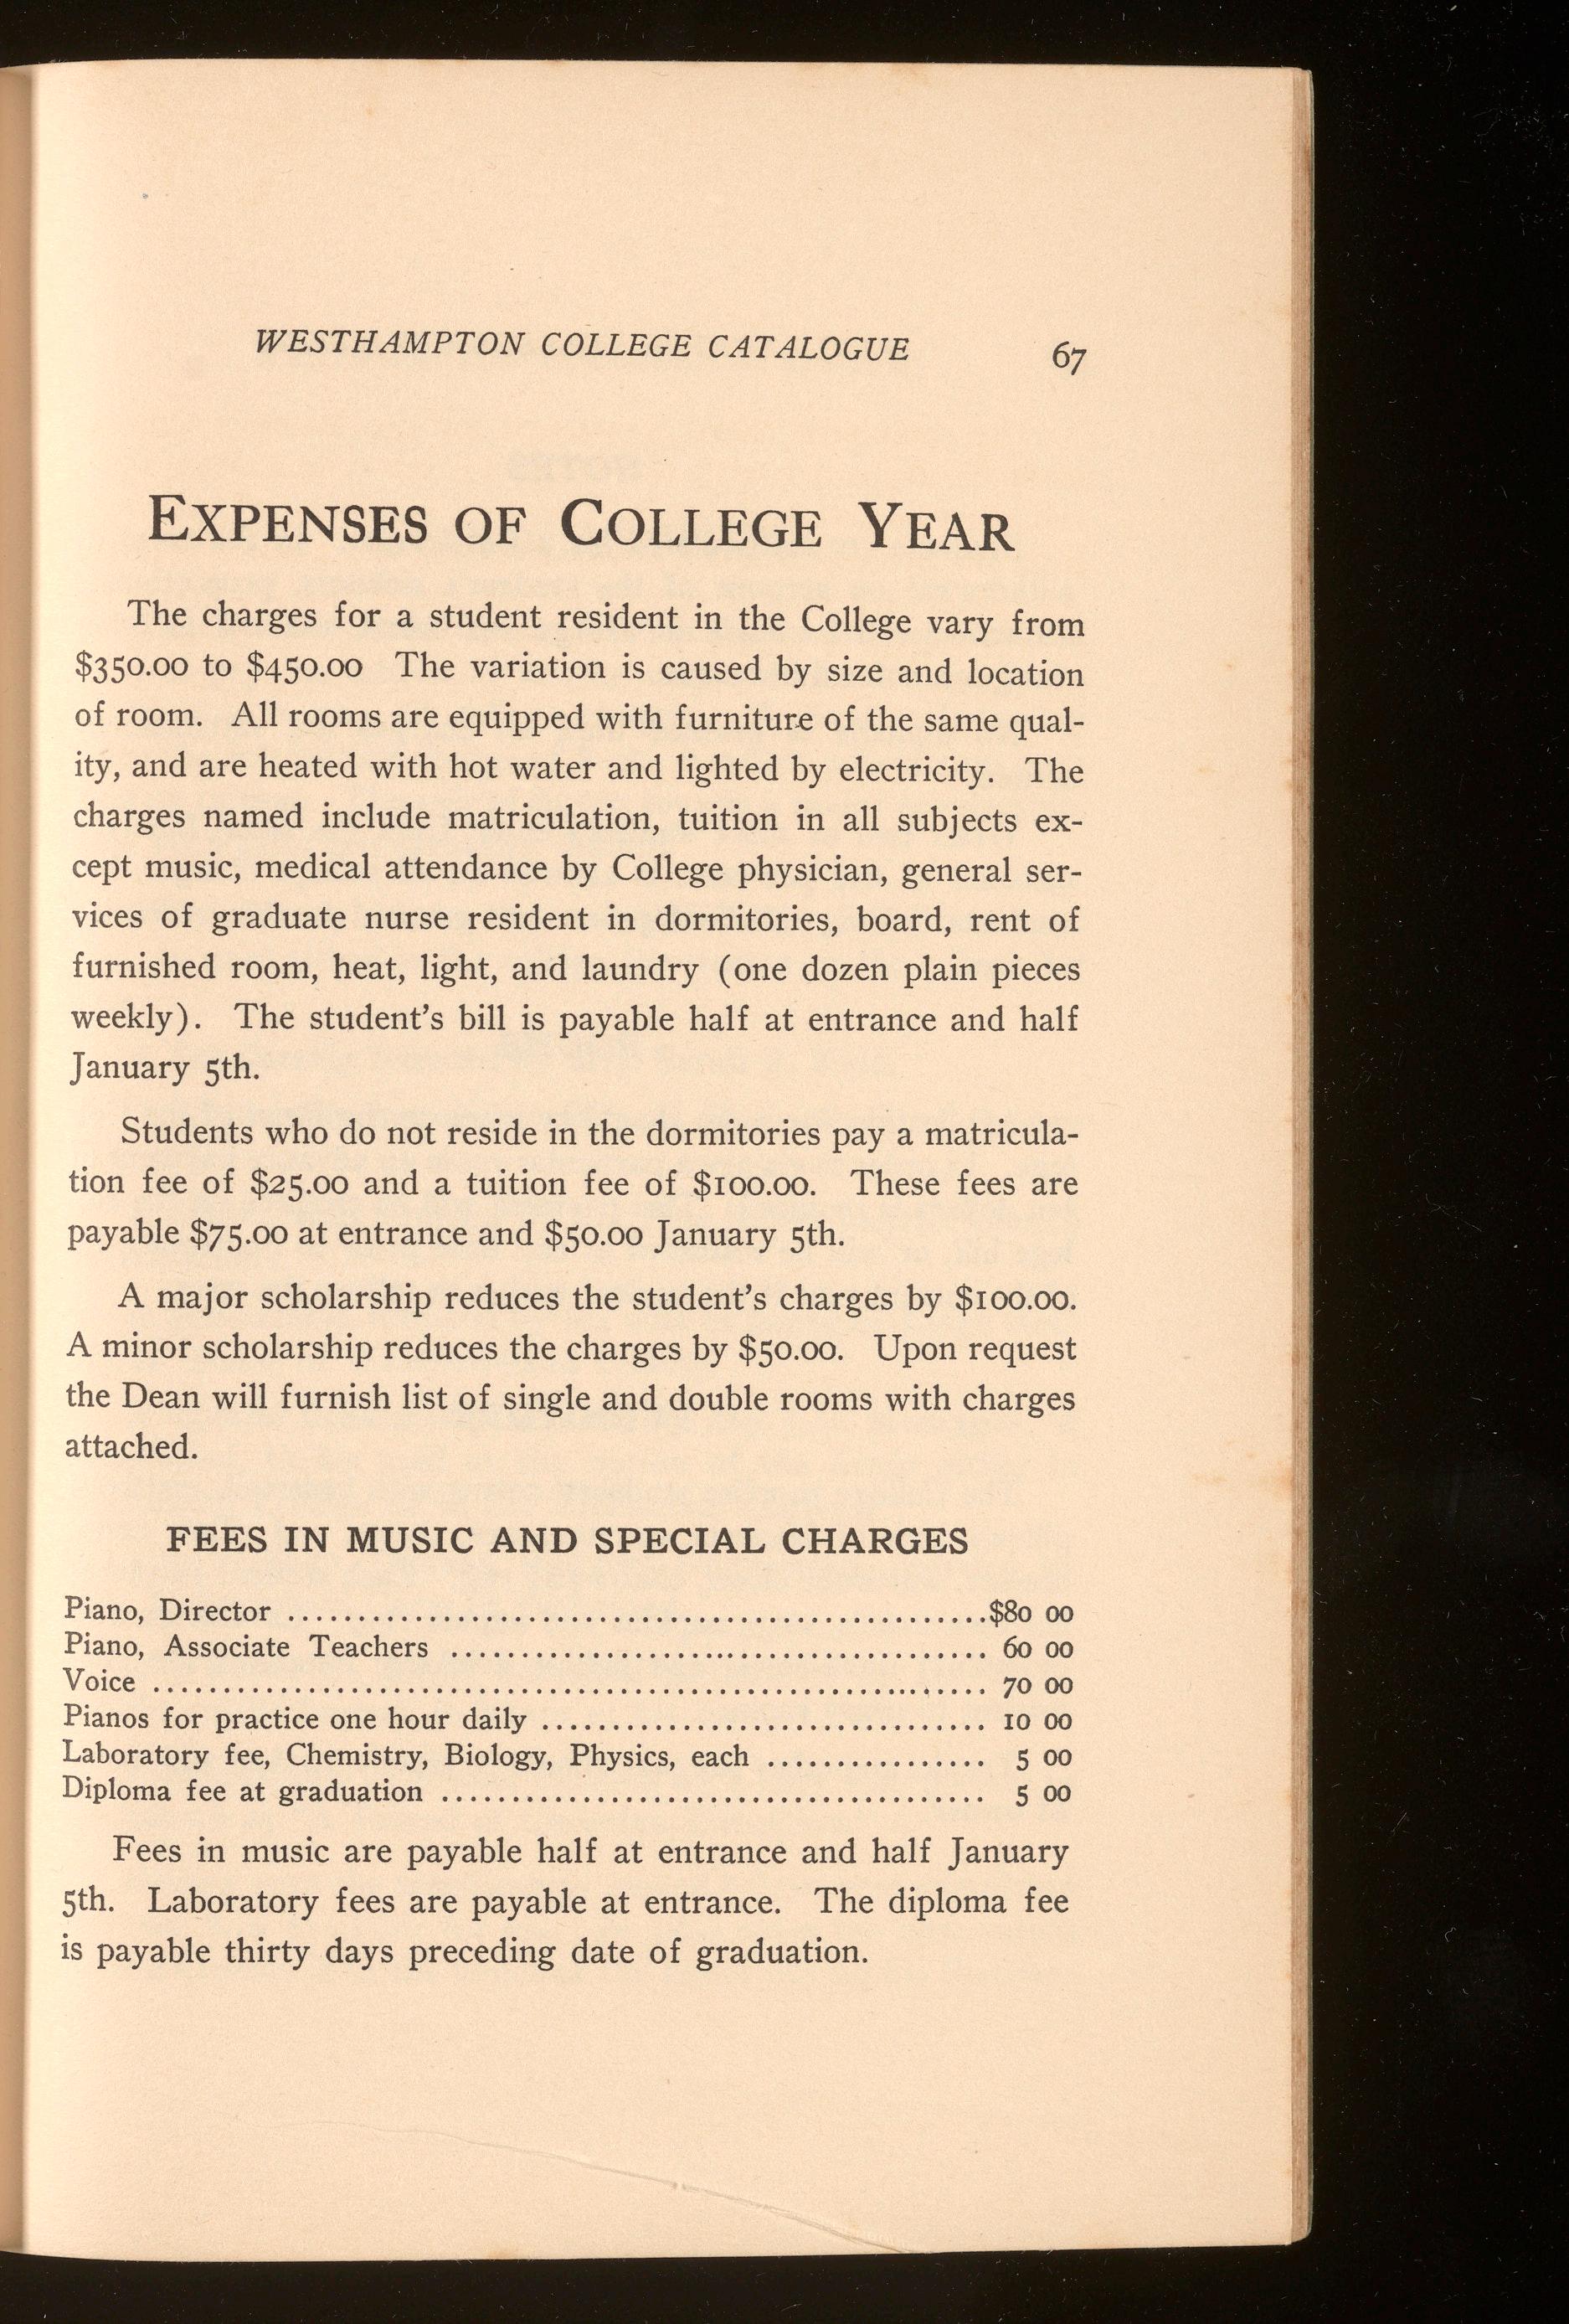 WESTHAMPTON COLLEGE CATALOGUE 67
EXPENSES OF COLLEGE YEAR
The charges for a student resident in the College vary from
$350.00 to $450.00 The variation is caused by size and location
of room. All rooms are equipped with furniture of the same qual-
ity, and are heated with hot water and lighted by electricity. The
charges named include matriculation, tuition in all subjects ex-
cept music, medical attendance by College physician, general ser-
vices of graduate nurse resident in dormitories, board, rent of
furnished room, heat, light, and laundry (one dozen plain pieces
weekly). The student's bill is payable half at entrance and half
January 5th.
Students who do not reside in the dormitories pay a matricula-
tion fee of $25.00 and a tuition fee of $100.00. These fees are
payable $75.00 at entrance and $50.00 January 5th.
A major scholarship reduces the student's charges by $100.00.
A minor scholarship reduces the charges by $50.00. Upon request
the Dean will furnish list of single and double rooms with charges
attached.
FEES IN MUSIC AND SPECIAL CHARGES
Piano, Director ..................................................$80 00
Piano, Associate Teachers ...................................... 60 00
Voice ........................................................... 70 00
Pianos for practice one hour daily ................................ 10 00
Laboratory fee, Chemistry, Biology, Physics, each ................ 5 00
Diploma fee at graduation ....................................... 5 00
Fees in music are payable half at entrance and half January
5th. Laboratory fees are payable at entrance. The diploma fee
is payable thirty days preceding date of graduation.